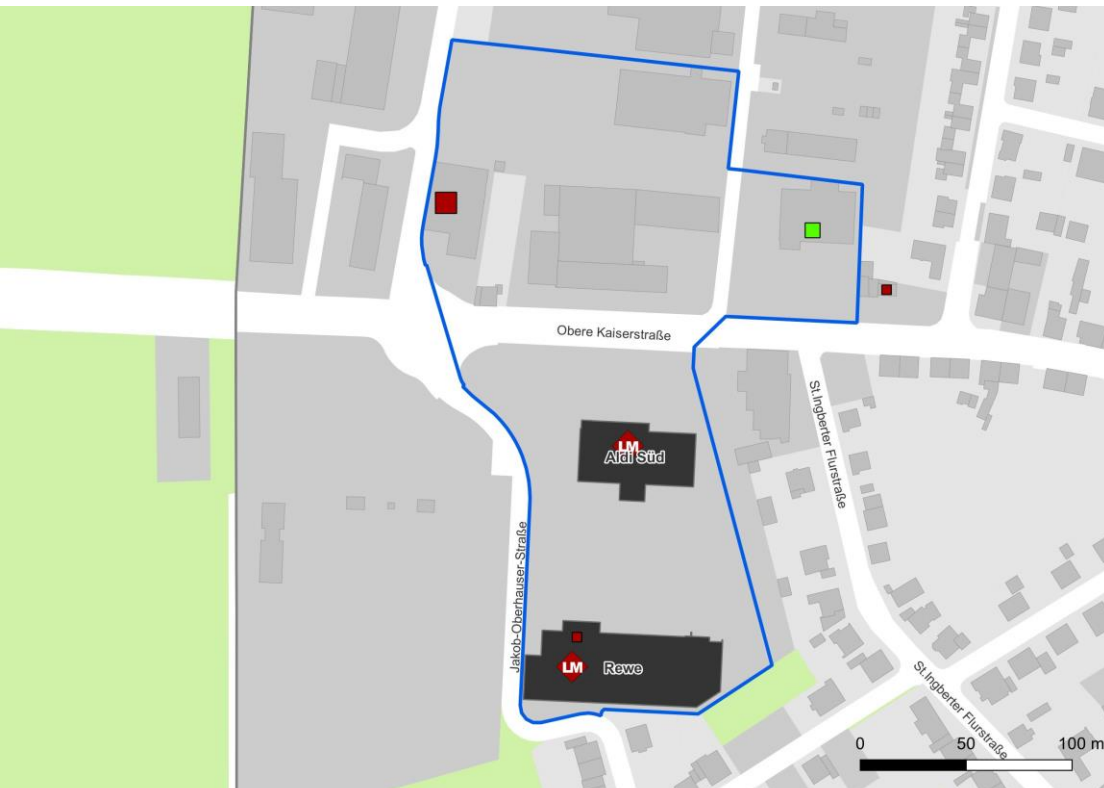 Obere Kaiserstraße
St.Ingberter Flurstraße
LM
Aldi Süd
Jakob-Oberhauser-Straße
LM
Rewe
St.Ingberter Flurstraße
0 50 100 m